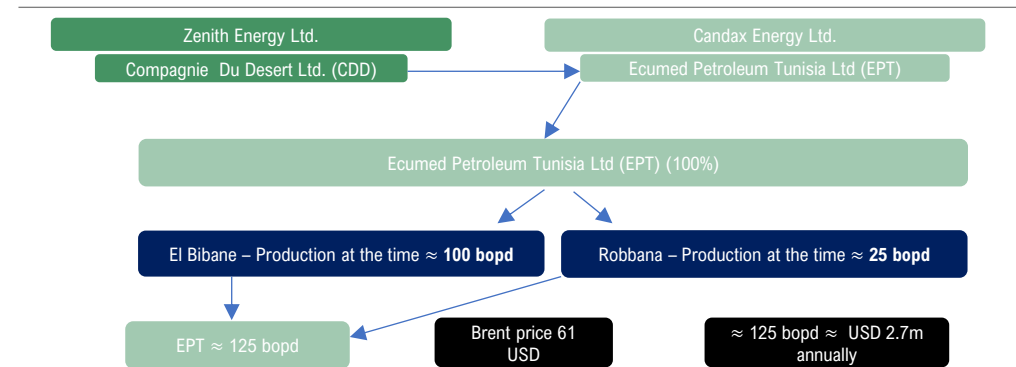 Zenith Energy Ltd.
Candax Energy Ltd.
Compagnie Du Desert Ltd. (CDD)
Ecumed Petroleum Tunisia Ltd (EPT)
Ecumed Petroleum Tunisia Ltd (EPT) (100%)
El Bibane – Production at the time ≈ 100 bopd
Robbana – Production at the time ≈ 25 bopd
EPT ≈ 125 bopd
Brent price 61
USD
≈ 125 bopd ≈ USD 2.7m
annually